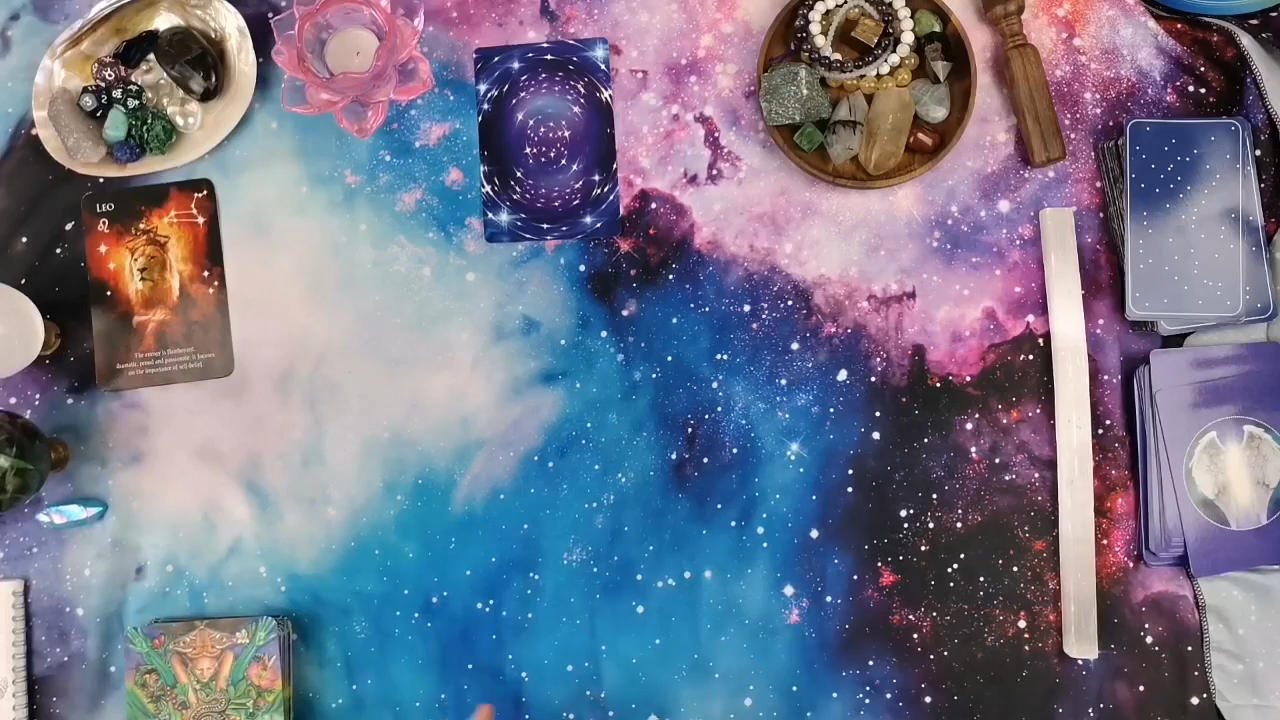 LEO
♌
The energy is flamboyant,
dramatic, proud and passionate; it focuses
on the importance of self-belief.